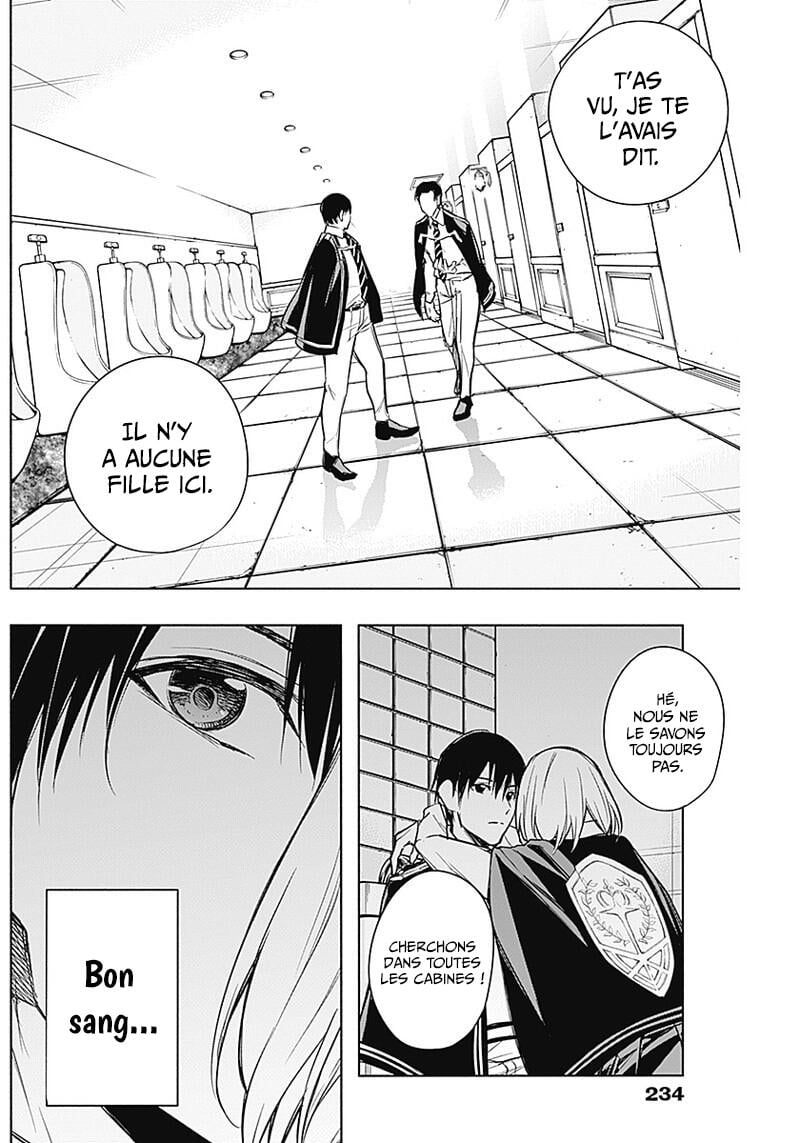 T'AS
VU, JE TE
L'AVAIS
DIT.
IL N'Y
A AUCUNE
FILLE ICI.
HÉ,
NOUS NE
LE SAVONS
TOUJOURS
PAS.
CHERCHONS
DANS TOUTES
LES CABINES !
Bon
sang...
234